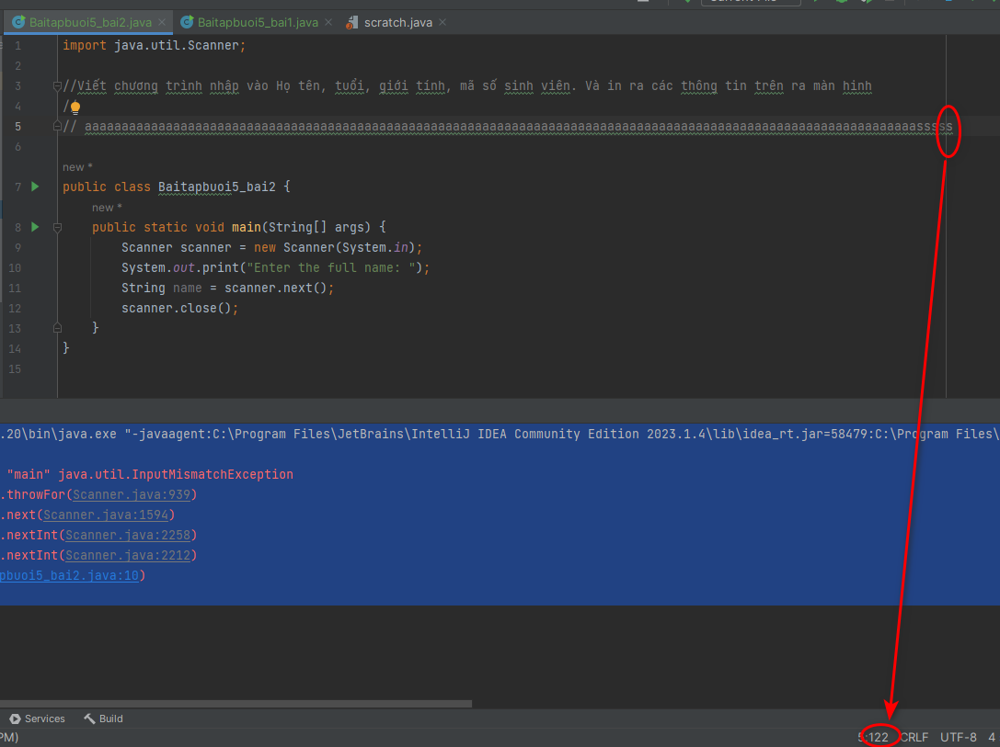 Baitapbuoi5_bai2.java Baitapbuoi5_bai1.java scratch.java
1 import java.util.Scanner;
2
3 //Viết chương trình nhập vào Họ tên, tuổi, giới tính, mã số sinh viên. Và in ra các thông tin trên ra màn hình
4 /
5 // aaaaaaaaaaaaaaaaaaaaaaaaaaaaaaaaaaaaaaaaaaaaaaaaaaaaaaaaaaaaaaaaaaaaaaaaaaaaaaaaaaaaaaaaaaaaaaaaaaaaaaaaaaaaaaaaasssss
6
new *
7 public class Baitapbuoi5_bai2 {
new *
8 public static void main(String[] args) {
9 Scanner scanner = new Scanner(System.in);
10 System.out.print("Enter the full name: ");
11 String name = scanner.next();
12 scanner.close();
13 }
14 }
15
.20\bin\java.exe "-javaagent:C:\Program Files\JetBrains\IntelliJ IDEA Community Edition 2023.1.4\lib\idea_rt.jar=58479:C:\Program Files\
"main" java.util.InputMismatchException
.throwFor(Scanner.java:939)
.next(Scanner.java:1594)
.nextInt(Scanner.java:2258)
.nextInt(Scanner.java:2212)
pbuoi5_bai2.java:10)
Services Build
PM) 5:122 CRLF UTF-8 4